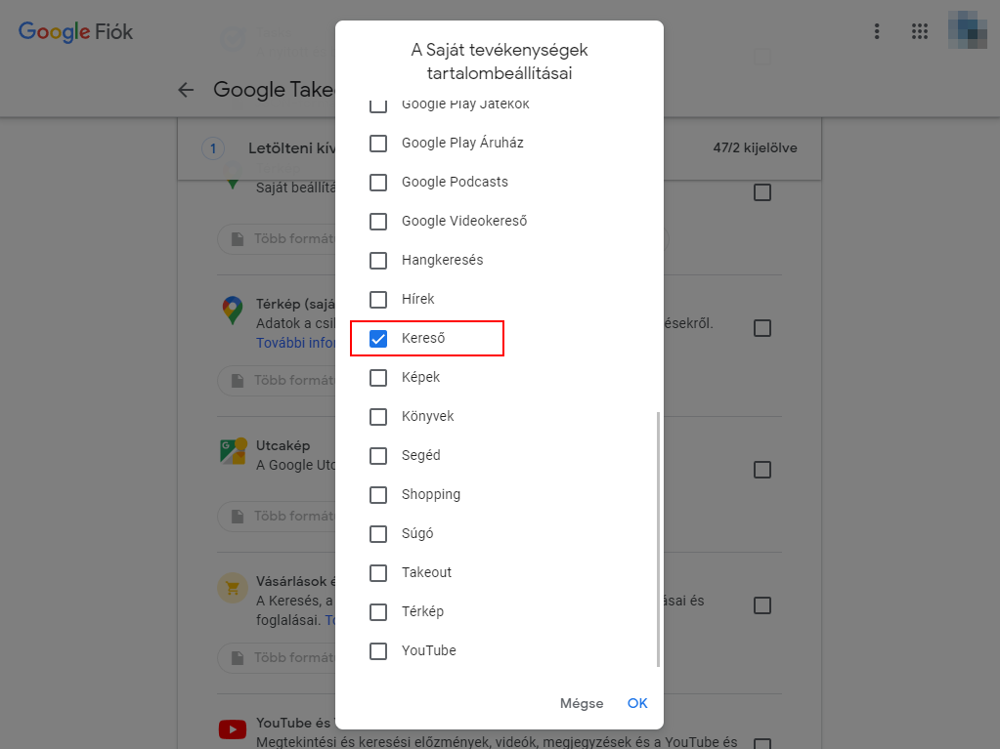 Google Fiók
Google Take
1
Letölteni kív
47/2 kijelölve
Saját beállítá
Több formát
Térkép (sajá
Adatok a csil
ésekről.
További infor
Több formát
Utcakép
A Google Utc
Több formát
Vásárlások é
A Keresés, a
ásai és
foglalásai. To
Több formát
YouTube és
Megtekintési és keresési előzmények, videók, megjegyzések és a YouTube és
A Saját tevékenységek
tartalombeállításai
Google Play Játékok
Google Play Áruház
Google Podcasts
Google Videokereső
Hangkeresés
Hírek
Kereső
Képek
Könyvek
Segéd
Shopping
Súgó
Takeout
Térkép
YouTube
Mégse
OK